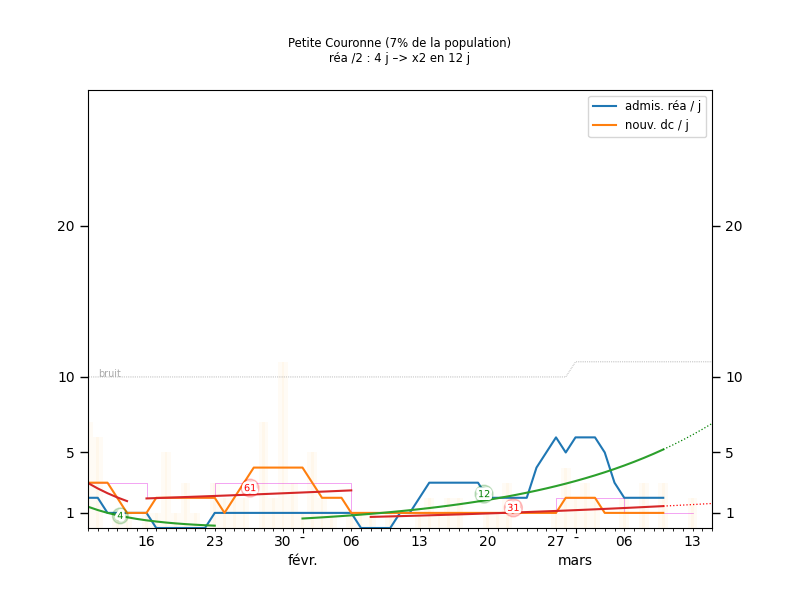 Petite Couronne (7% de la population)
réa /2 : 4 j –> x2 en 12 j
admis. réa / j
nouv. dc / j
20 20
bruit
10 10
5 5
61
12
31
4
1 1
16 23 30 - 06 13 20 27 - 06 13
févr. mars